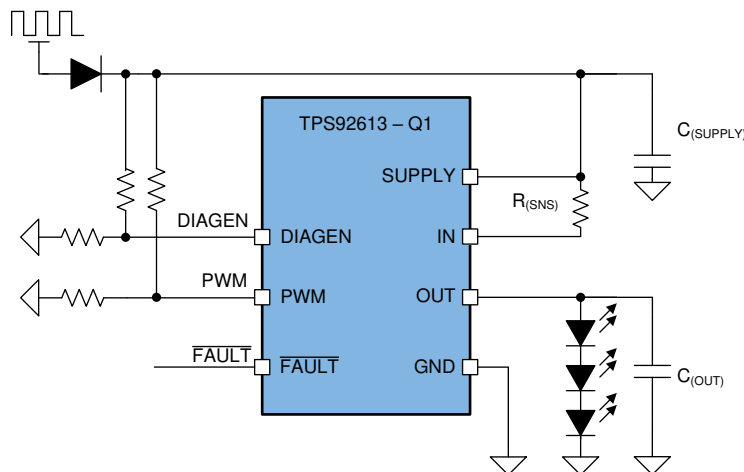 TPS92613 – Q1
C(SUPPLY)
SUPPLY
R(SNS)
DIAGEN
DIAGEN
IN
PWM
PWM
OUT
FAULT
FAULT
GND
C(OUT)